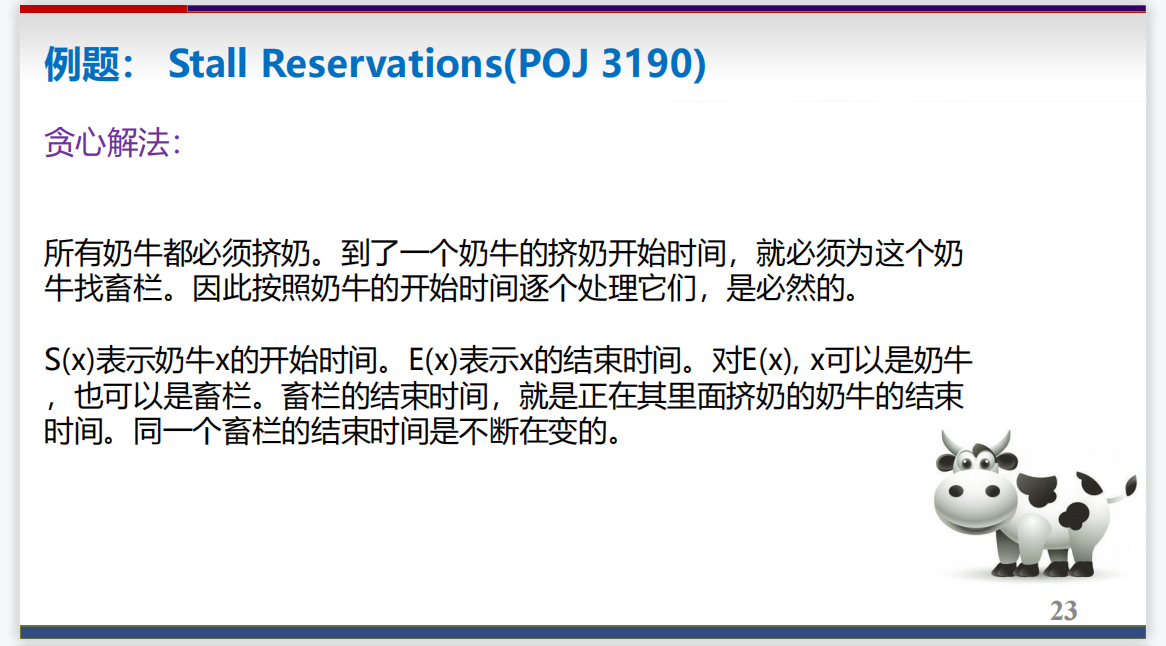 例题： Stall Reservations(POJ 3190)
贪心解法：
所有奶牛都必须挤奶。到了一个奶牛的挤奶开始时间，就必须为这个奶
牛找畜栏。因此按照奶牛的开始时间逐个处理它们，是必然的。
S(x)表示奶牛x的开始时间。E(x)表示x的结束时间。对E(x), x可以是奶牛
，也可以是畜栏。畜栏的结束时间，就是正在其里面挤奶的奶牛的结束
时间。同一个畜栏的结束时间是不断在变的。
23